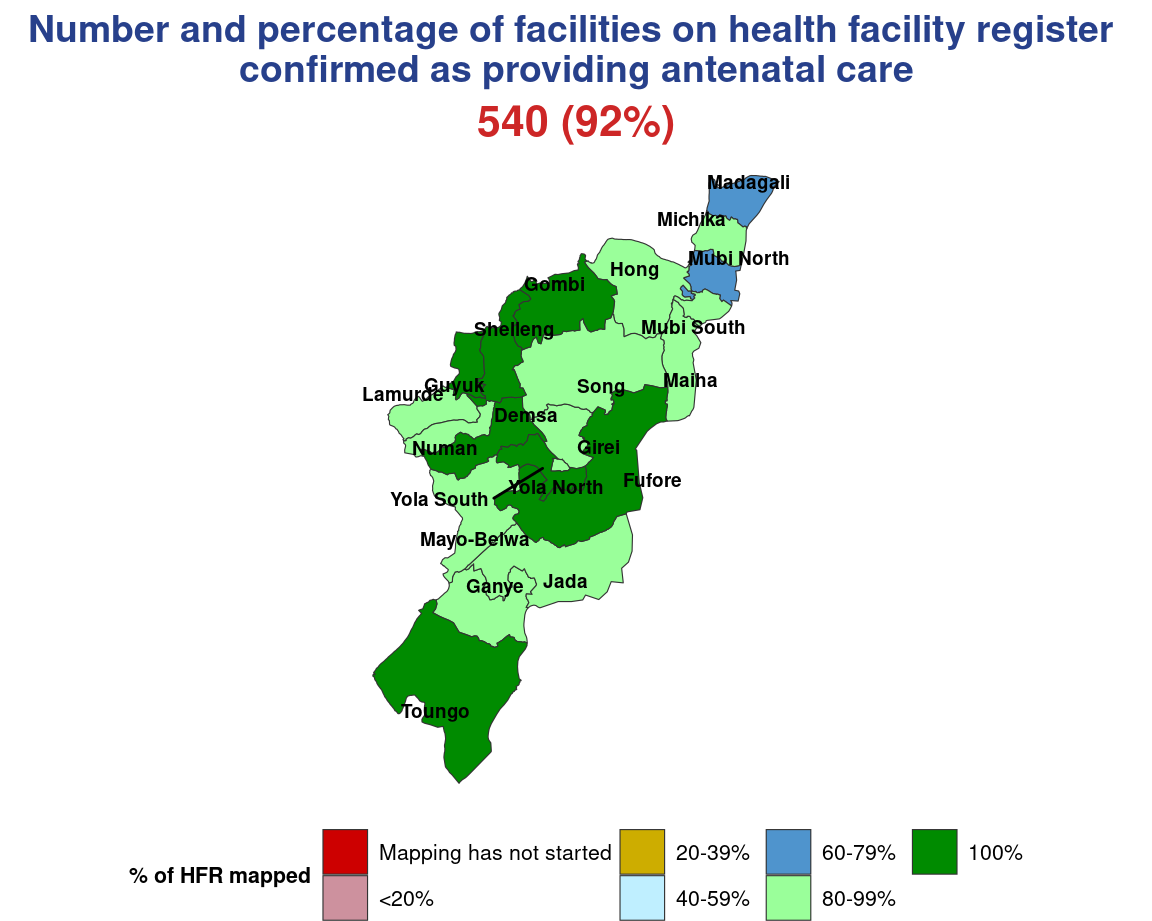 Number and percentage of facilities on health facility register
confirmed as providing antenatal care
540 (92%)
Madagali
Michika
Mubi North
Hong
Gombi
Mubi South
Shelleng
Maiha
Guyuk
Song
Lamurde
Demsa
Numan
Girei
Fufore
Yola North
Yola South
Mayo-Belwa
Jada
Ganye
Toungo
% of HFR mapped
Mapping has not started
<20%
20-39%
40-59%
60-79%
80-99%
100%